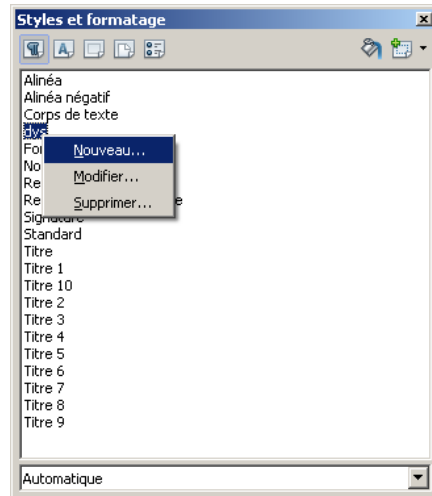 Styles et formatage
Alinéa
Alinéa négatif
Corps de texte
dys
Nouveau...
Modifier...
Supprimer...
Signature
Standard
Titre
Titre 1
Titre 10
Titre 2
Titre 3
Titre 4
Titre 5
Titre 6
Titre 7
Titre 8
Titre 9
Automatique